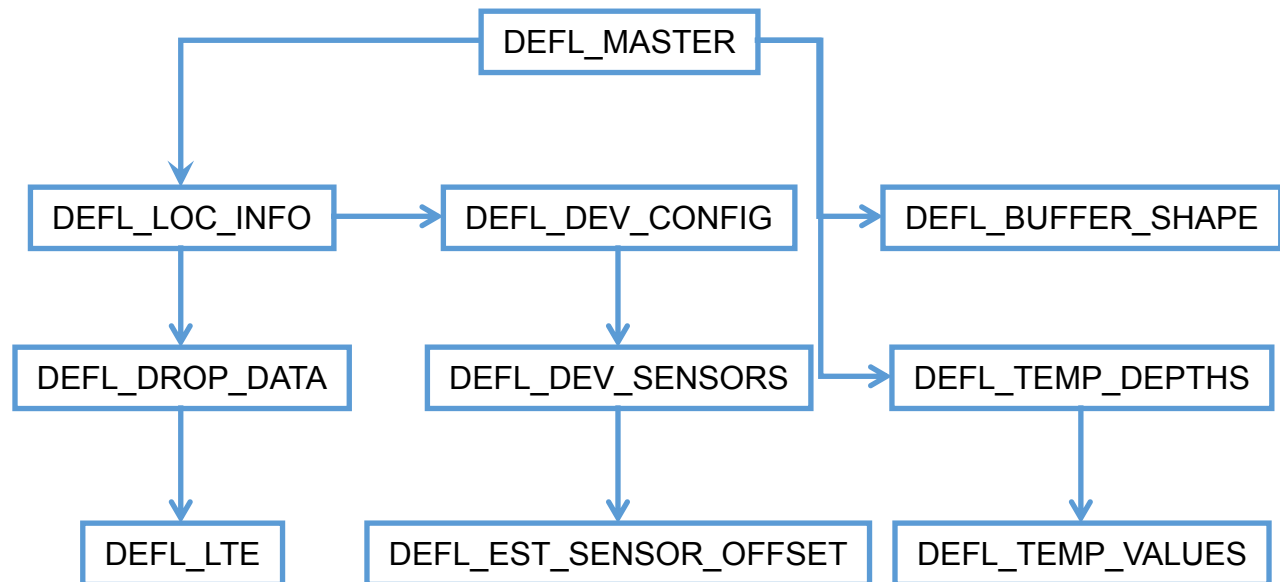 DEFL_MASTER
DEFL_LOC_INFO
DEFL_DEV_CONFIG
DEFL_BUFFER_SHAPE
DEFL_DROP_DATA
DEFL_DEV_SENSORS
DEFL_TEMP_DEPTHS
DEFL_LTE
DEFL_EST_SENSOR_OFFSET
DEFL_TEMP_VALUES